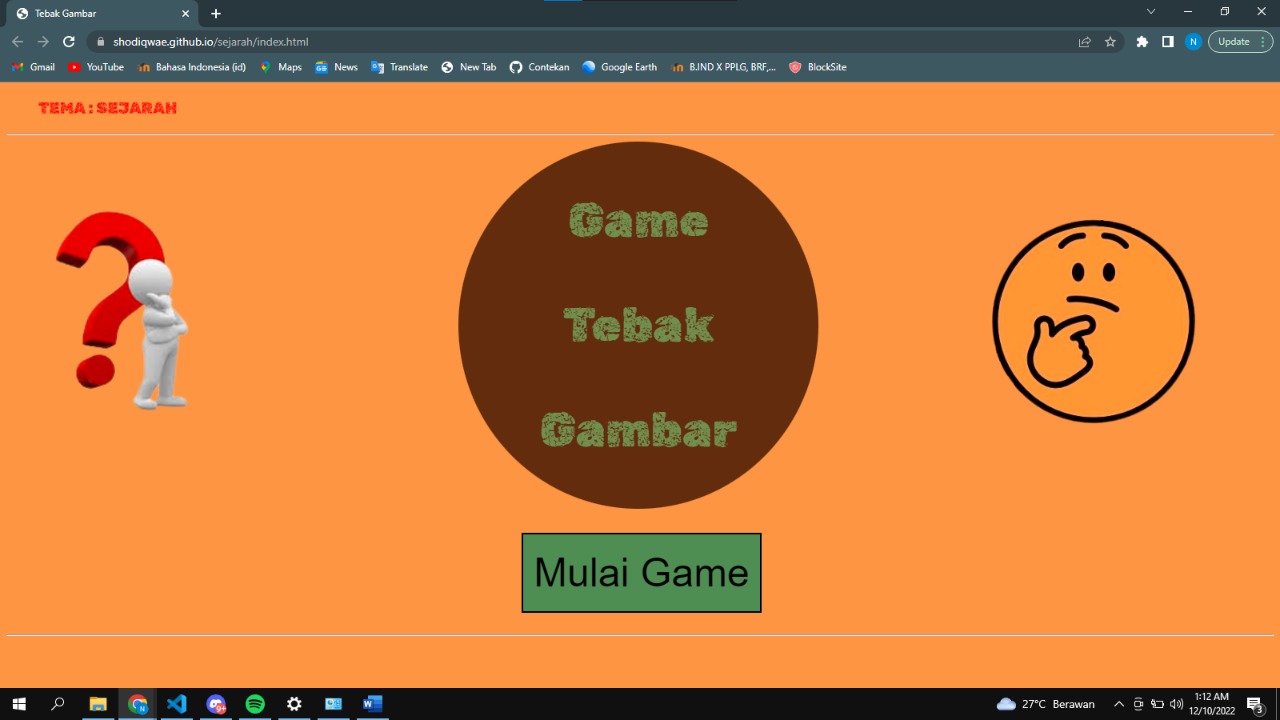 Tebak Gambar
shodiqwae.github.io/sejarah/index.html
Update
Gmail
YouTube
Bahasa Indonesia (id)
Maps
News
Translate
New Tab
Contekan
Google Earth
B.IND X PPLG, BRF,...
BlockSite
TEMA : SEJARAH
Game
Tebak
Gambar
Mulai Game
27°C Berawan
1:12 AM
12/10/2022